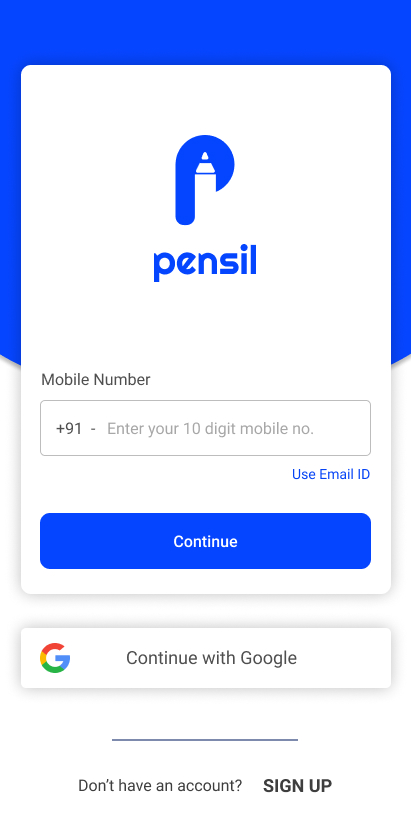 pensil
Mobile Number
+91 - Enter your 10 digit mobile no.
Use Email ID
Continue
Continue with Google
Don't have an account? SIGN UP